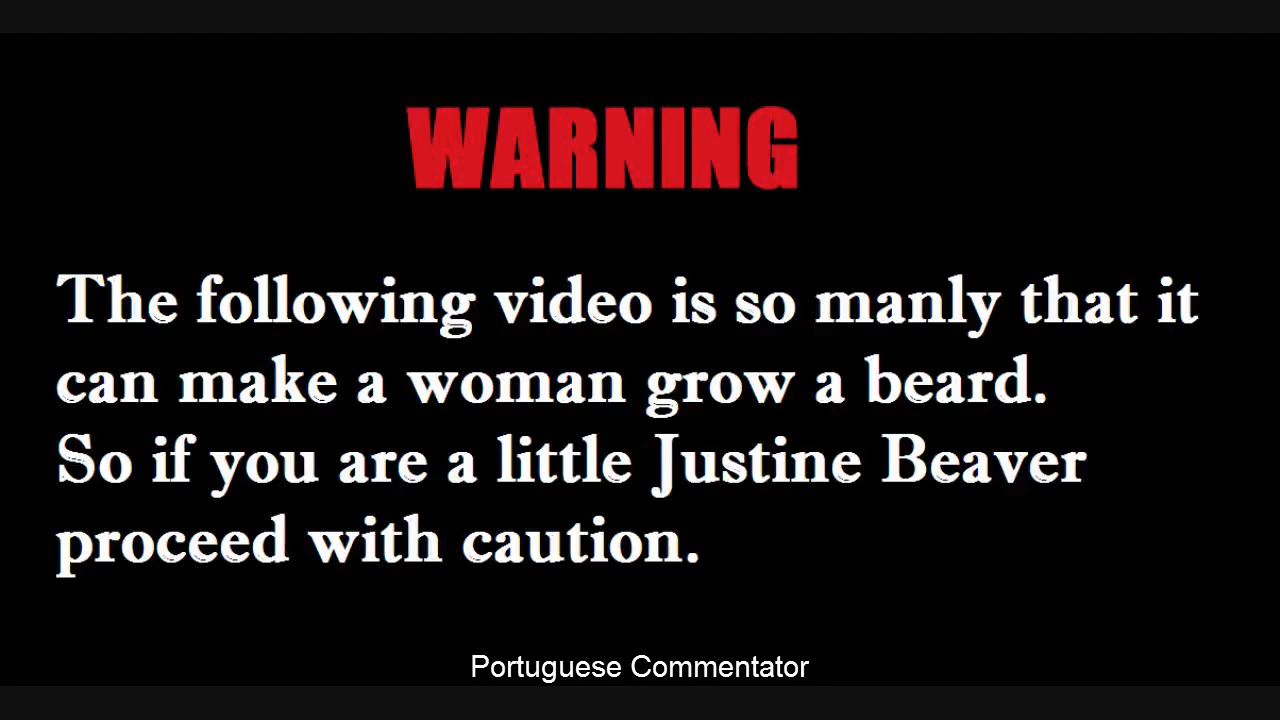 WARNING
The following video is so manly that it
can make a woman grow a beard.
So if you are a little Justine Beaver
proceed with caution.
Portuguese Commentator